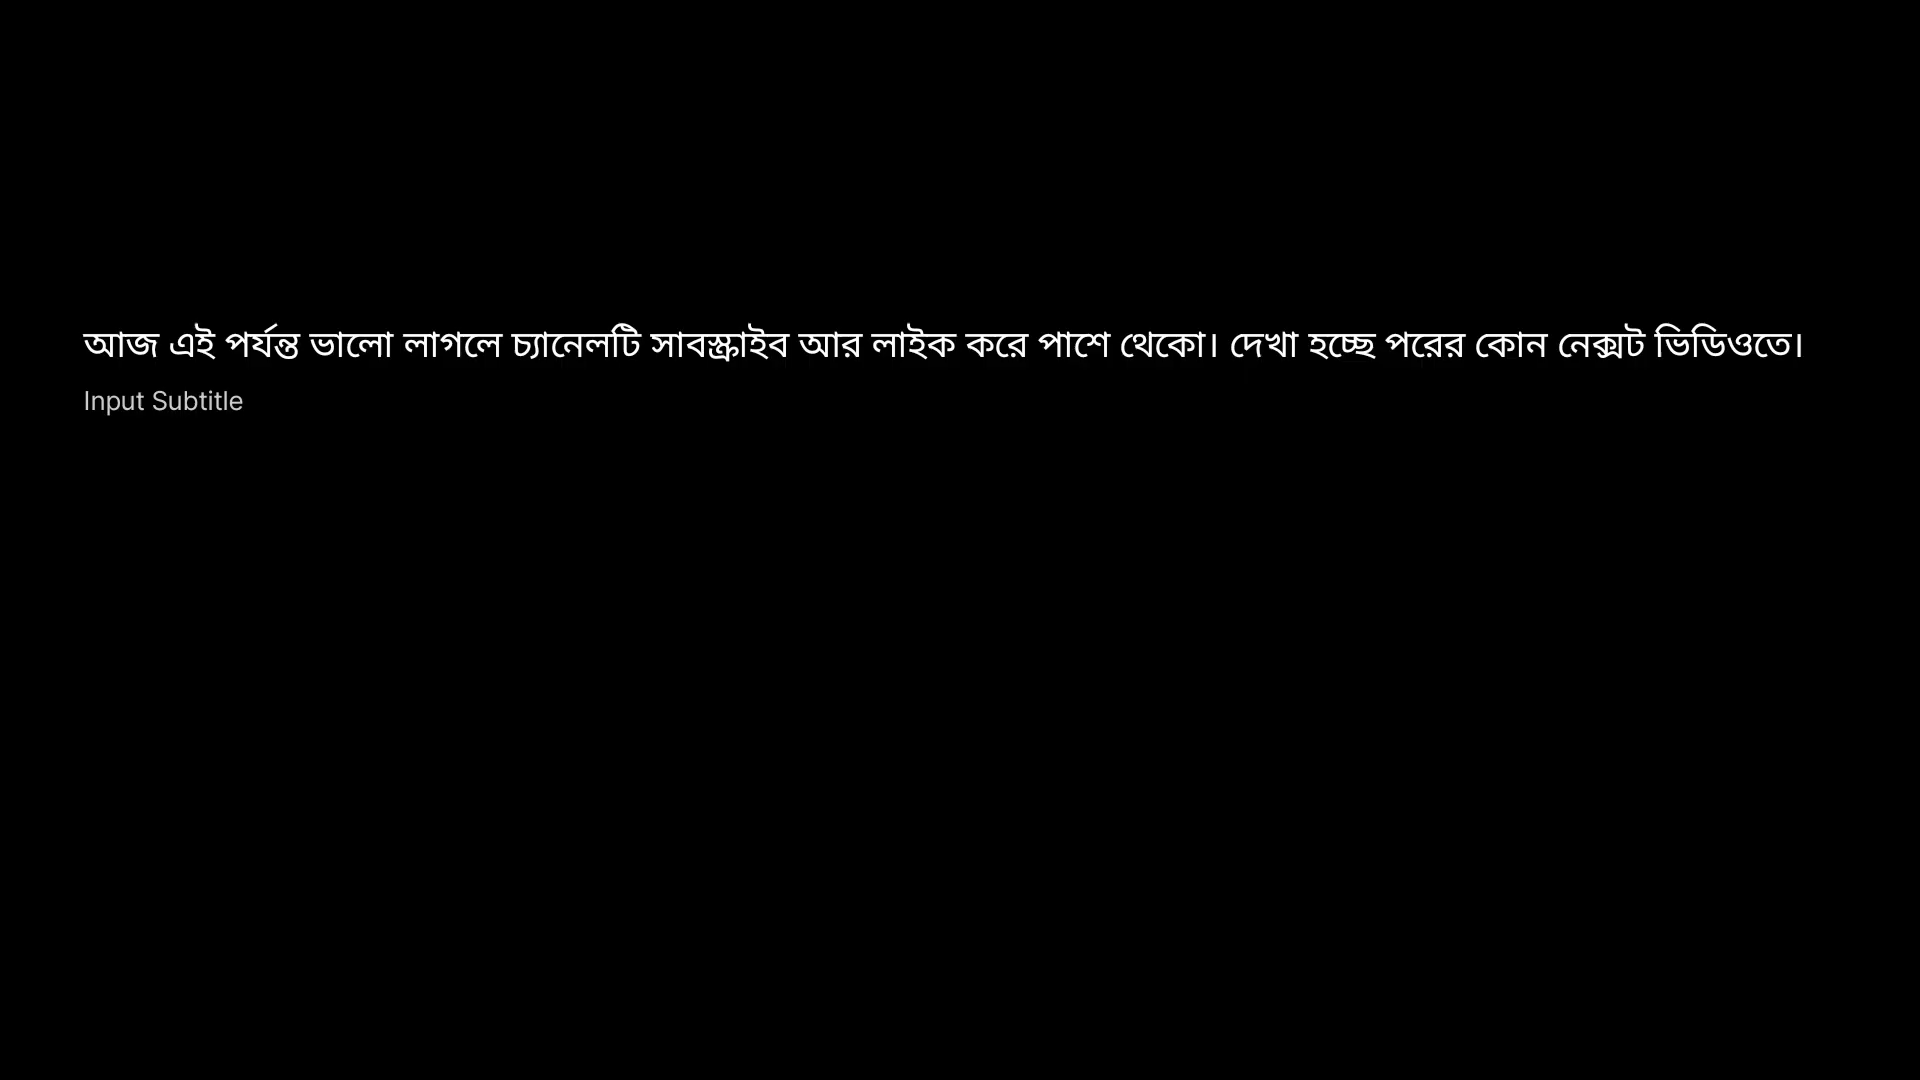 আজ এই পর্যন্ত ভালো লাগলে চ্যানেলটি সাবস্ক্রাইব আর লাইক করে পাশে থেকো। দেখা হচ্ছে পরের কোন নেক্সট ভিডিওতে।
Input Subtitle